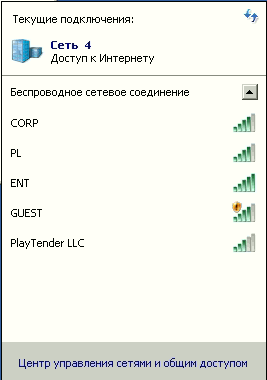 Текущие подключения:
Сеть 4
Доступ к Интернету
Беспроводное сетевое соединение
CORP
PL
ENT
GUEST
PlayTender LLC
Центр управления сетями и общим доступом